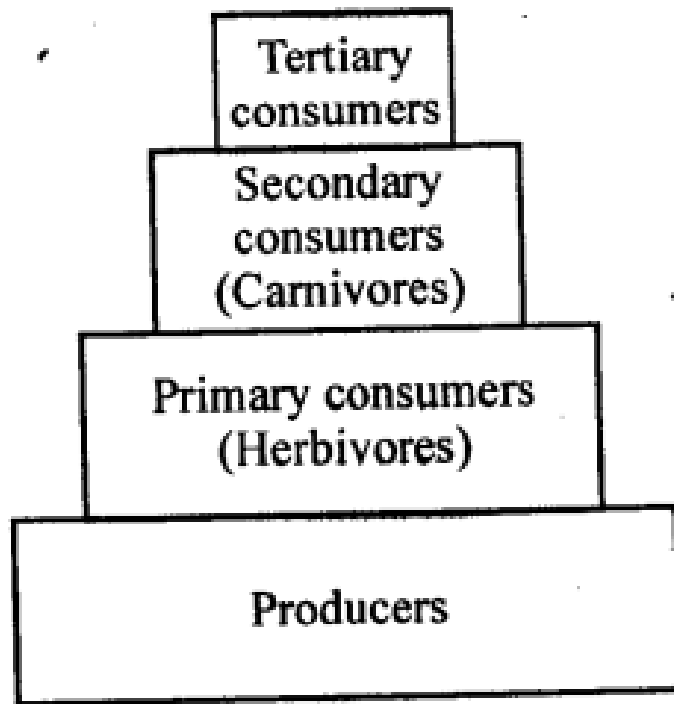 Tertiary
consumers
Secondary
consumers
(Carnivores)
Primary consumers
(Herbivores)
Producers